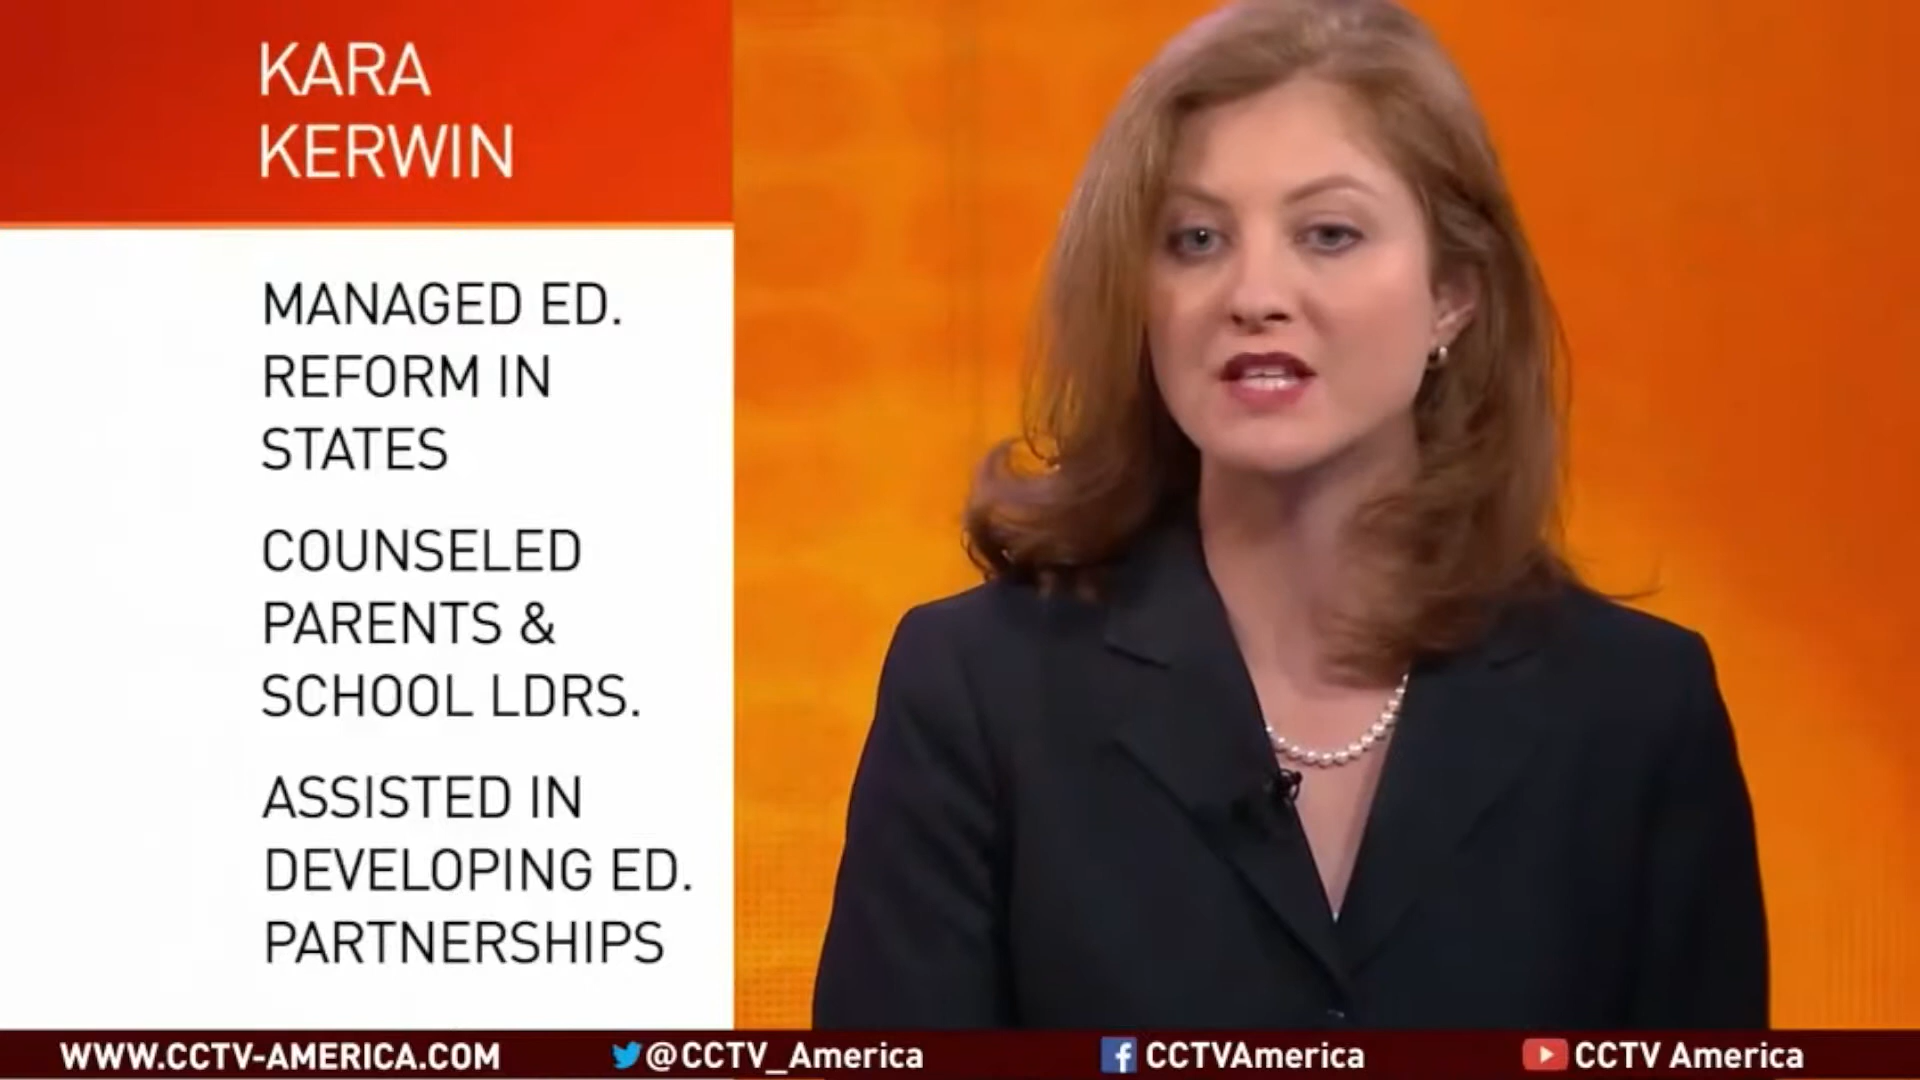 KARA
KERWIN
MANAGED ED.
REFORM IN
STATES
COUNSELED
PARENTS &
SCHOOL LDRS.
ASSISTED IN
DEVELOPING ED.
PARTNERSHIPS
WWW.CCTV-AMERICA.COM @CCTV_America CCTVAmerica CCTV America